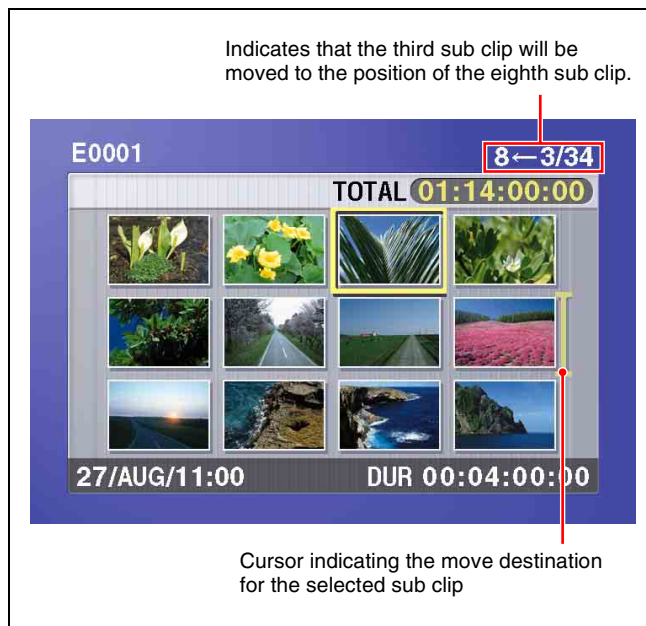 Indicates that the third sub clip will be
moved to the position of the eighth sub clip.
E0001
8←3/34
TOTAL 01:14:00:00
27/AUG/11:00
DUR 00:04:00:00
Cursor indicating the move destination
for the selected sub clip